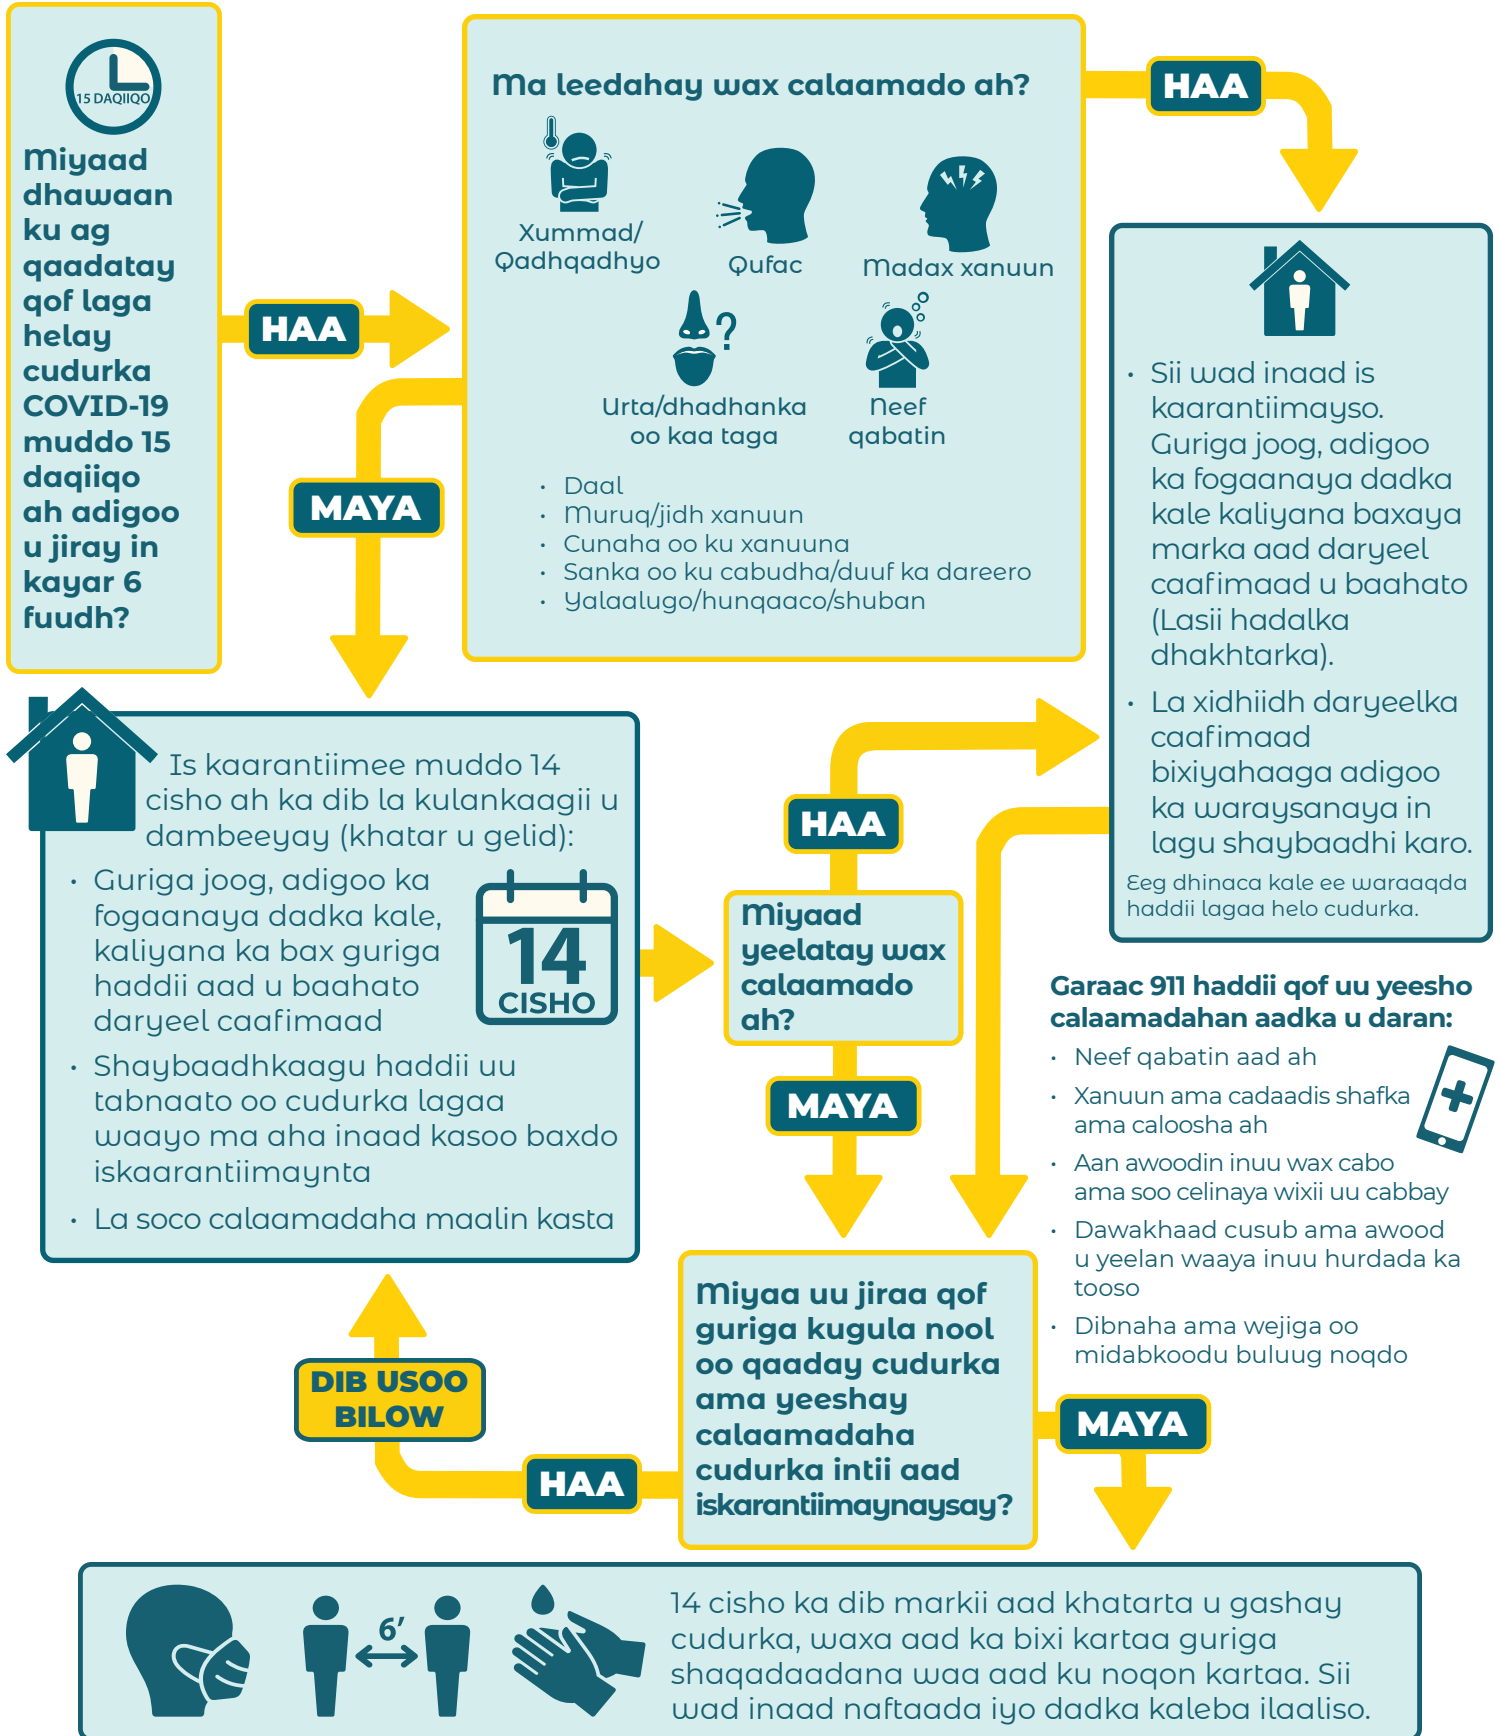 15 DAQIIQO
Miyaad
dhawaan
ku ag
qaadatay
qof laga
helay
cudurka
COVID-19
muddo 15
daqiiqo
ah adigoo
u jiray in
kayar 6
fuudh?
HAA
Ma leedahay wax calaamado ah?
Xummad/
Qadhqadhyo
Qufac
Madax xanuun
Urta/dhadhanka
oo kaa taga
Neef
qabatin
· Daal
· Muruq/jidh xanuun
· Cunaha oo ku xanuuna
· Sanka oo ku cabudha/duuf ka dareero
· Yalaalugo/hunqaaco/shuban
HAA
MAYA
· Sii wad inaad is
kaarantiimayso.
Guriga joog, adigoo
ka fogaanaya dadka
kale kaliyana baxaya
marka aad daryeel
caafimaad u baahato
(Lasii hadalka
dhakhtarka).
· La xidhiidh daryeelka
caafimaad
bixiyahaaga adigoo
ka waraysanaya in
lagu shaybaadhi karo.
Eeg dhinaca kale ee waraaqda
haddii lagaa helo cudurka.
Is kaarantiimee muddo 14
cisho ah ka dib la kulankaagii u
dambeeyay (khatar u gelid):
· Guriga joog, adigoo ka
fogaanaya dadka kale,
kaliyana ka bax guriga
haddii aad u baahato
daryeel caafimaad
· Shaybaadhkaagu haddii uu
tabnaato oo cudurka lagaa
waayo ma aha inaad kasoo baxdo
iskaarantiimaynta
· La soco calaamadaha maalin kasta
14
CISHO
HAA
Miyaad
yeelatay wax
calaamado
ah?
MAYA
Garaac 911 haddii qof uu yeesho
calaamadahan aadka u daran:
· Neef qabatin aad ah
· Xanuun ama cadaadis shafka
ama caloosha ah
· Aan awoodin inuu wax cabo
ama soo celinaya wixii uu cabbay
· Dawakhaad cusub ama awood
u yeelan waaya inuu hurdada ka
tooso
· Dibnaha ama wejiga oo
midabkoodu buluug noqdo
Miyaa uu jiraa qof
guriga kugula nool
oo qaaday cudurka
ama yeeshay
calaamadaha
cudurka intii aad
iskarantiimaynaysay?
HAA
DIB USOO
BILOW
MAYA
6'
14 cisho ka dib markii aad khatarta u gashay
cudurka, waxa aad ka bixi kartaa guriga
shaqadaadana waa aad ku noqon kartaa. Sii
wad inaad naftaada iyo dadka kaleba ilaaliso.